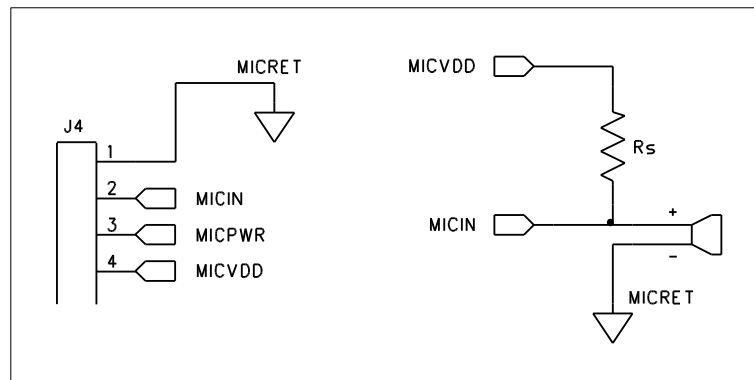 J4
MICRET
1
2 MICIN
3 MICPWR
4 MICVDD
MICVDD
Rs
MICIN
+
-
MICRET